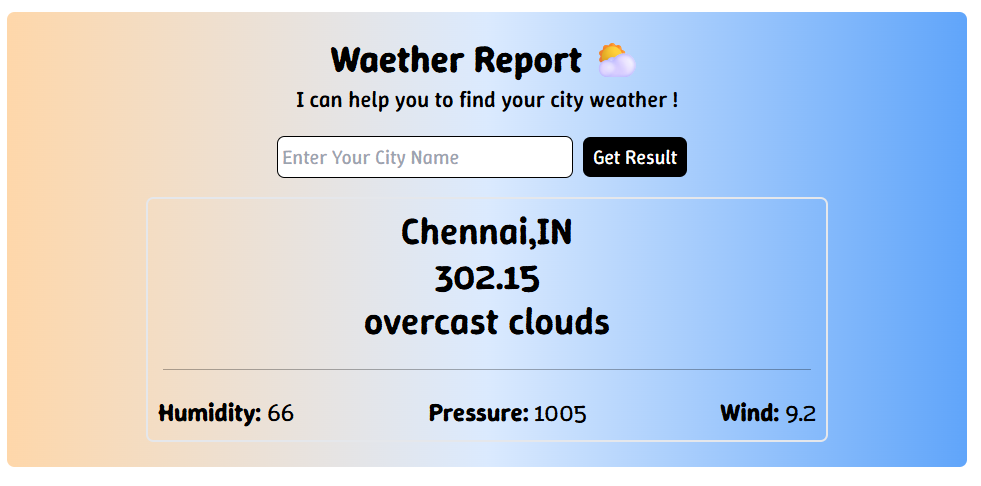 Waether Report
I can help you to find your city weather !
Enter Your City Name Get Result
Chennai,IN
302.15
overcast clouds
Humidity: 66 Pressure: 1005 Wind: 9.2